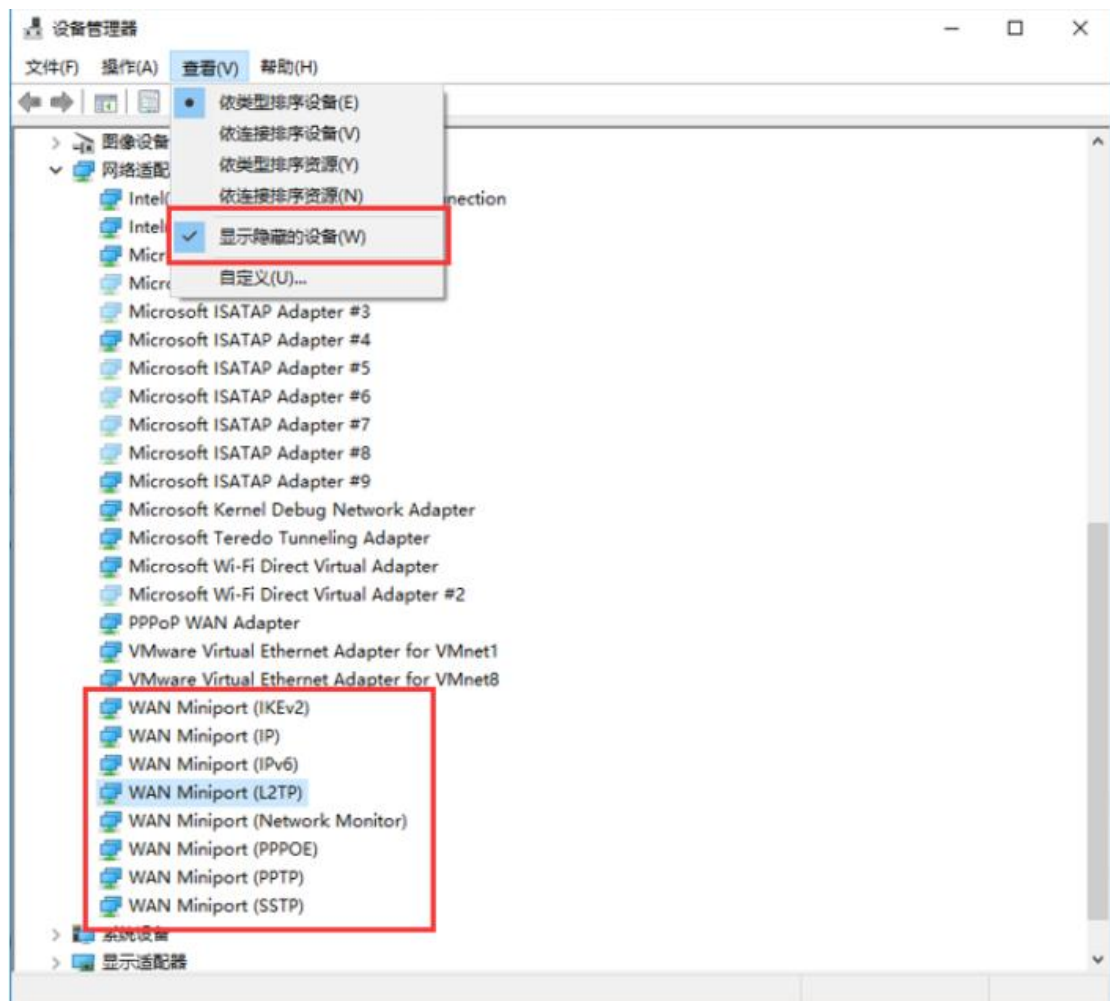 设备管理器
文件(F) 操作(A) 查看(V) 帮助(H)
依类型排序设备(E)
依连接排序设备(V)
依类型排序资源(Y)
依连接排序资源(N)
显示隐藏的设备(W)
自定义(U)...
图像设备
网络适配
Intel( nection
Intel
Micr
Micro
Microsoft ISATAP Adapter #3
Microsoft ISATAP Adapter #4
Microsoft ISATAP Adapter #5
Microsoft ISATAP Adapter #6
Microsoft ISATAP Adapter #7
Microsoft ISATAP Adapter #8
Microsoft ISATAP Adapter #9
Microsoft Kernel Debug Network Adapter
Microsoft Teredo Tunneling Adapter
Microsoft Wi-Fi Direct Virtual Adapter
Microsoft Wi-Fi Direct Virtual Adapter #2
PPPoP WAN Adapter
VMware Virtual Ethernet Adapter for VMnet1
VMware Virtual Ethernet Adapter for VMnet8
WAN Miniport (IKEv2)
WAN Miniport (IP)
WAN Miniport (IPv6)
WAN Miniport (L2TP)
WAN Miniport (Network Monitor)
WAN Miniport (PPPOE)
WAN Miniport (PPTP)
WAN Miniport (SSTP)
系统设备
显示适配器